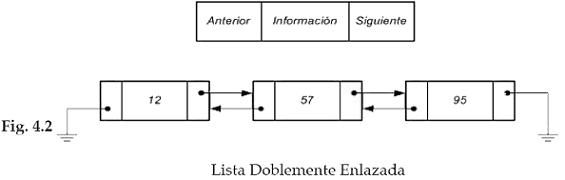 Anterior Información Siguiente
12 57 95
Fig. 4.2
Lista Doblemente Enlazada